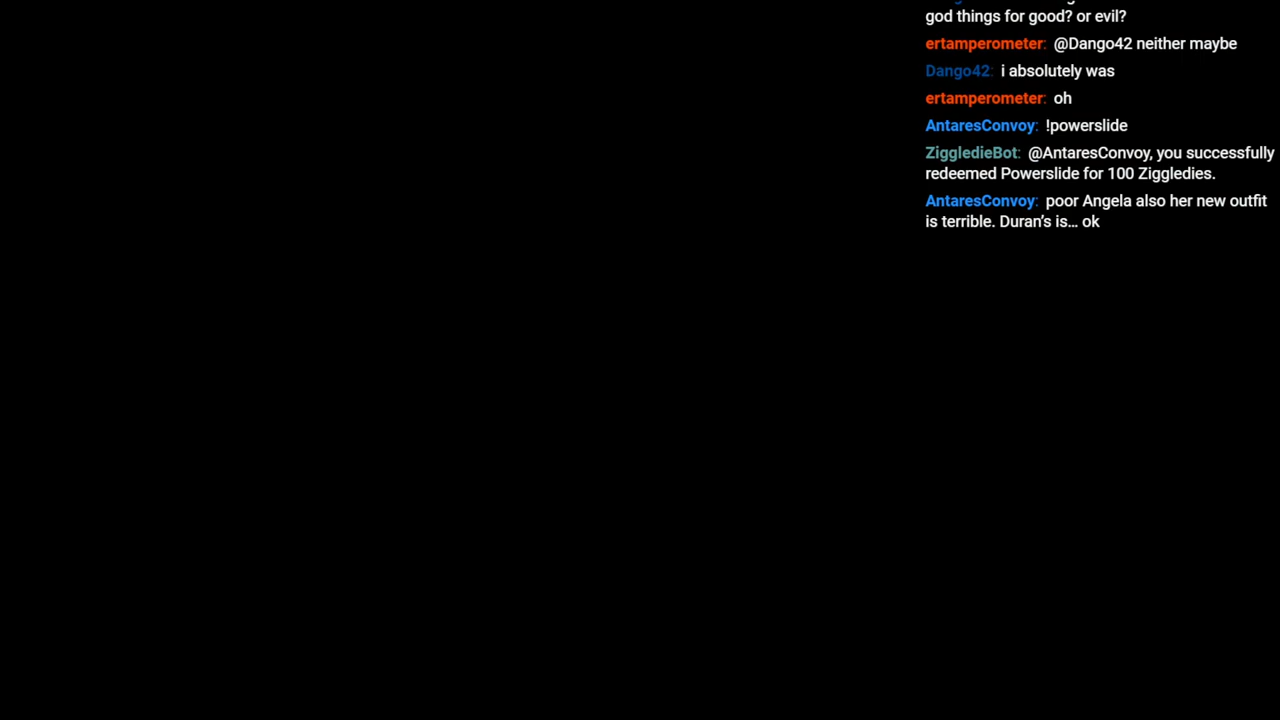 god things for good? or evil?
ertamperometer: @Dango42 neither maybe
Dango42: i absolutely was
ertamperometer: oh
AntaresConvoy: !powerslide
ZiggledieBot: @AntaresConvoy, you successfully
redeemed Powerslide for 100 Ziggledies.
AntaresConvoy: poor Angela also her new outfit
is terrible. Duran’s is… ok